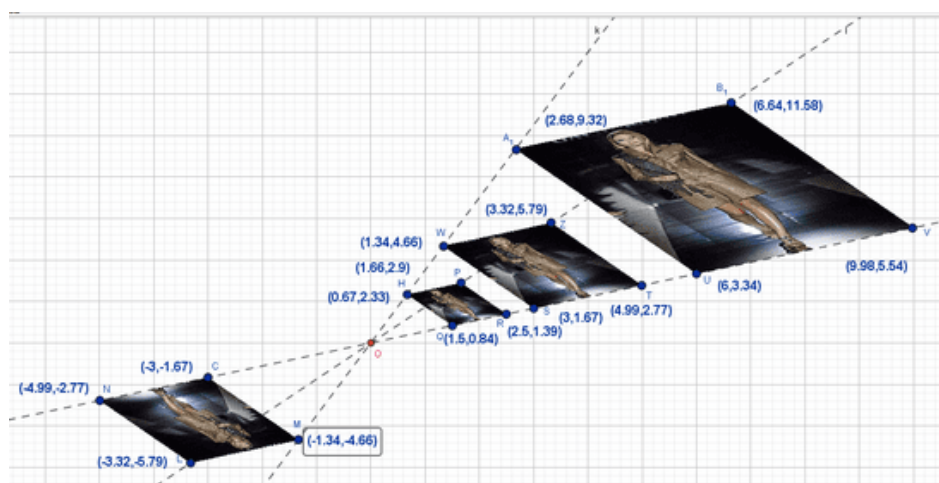 k
l
B1
(6.64,11.58)
(2.68,9.32)
A1
(3.32,5.79)
Z
W
(1.34,4.66)
V
(1.66,2.9)
P
(9.98,5.54)
H
U
(6,3.34)
(0.67,2.33)
T
R
S
(3,1.67)
(4.99,2.77)
Q
(1.5,0.84)
(2.5,1.39)
O
(-3,-1.67)
C
(-4.99,-2.77)
N
M
(-1.34,-4.66)
(-3.32,-5.79)
L